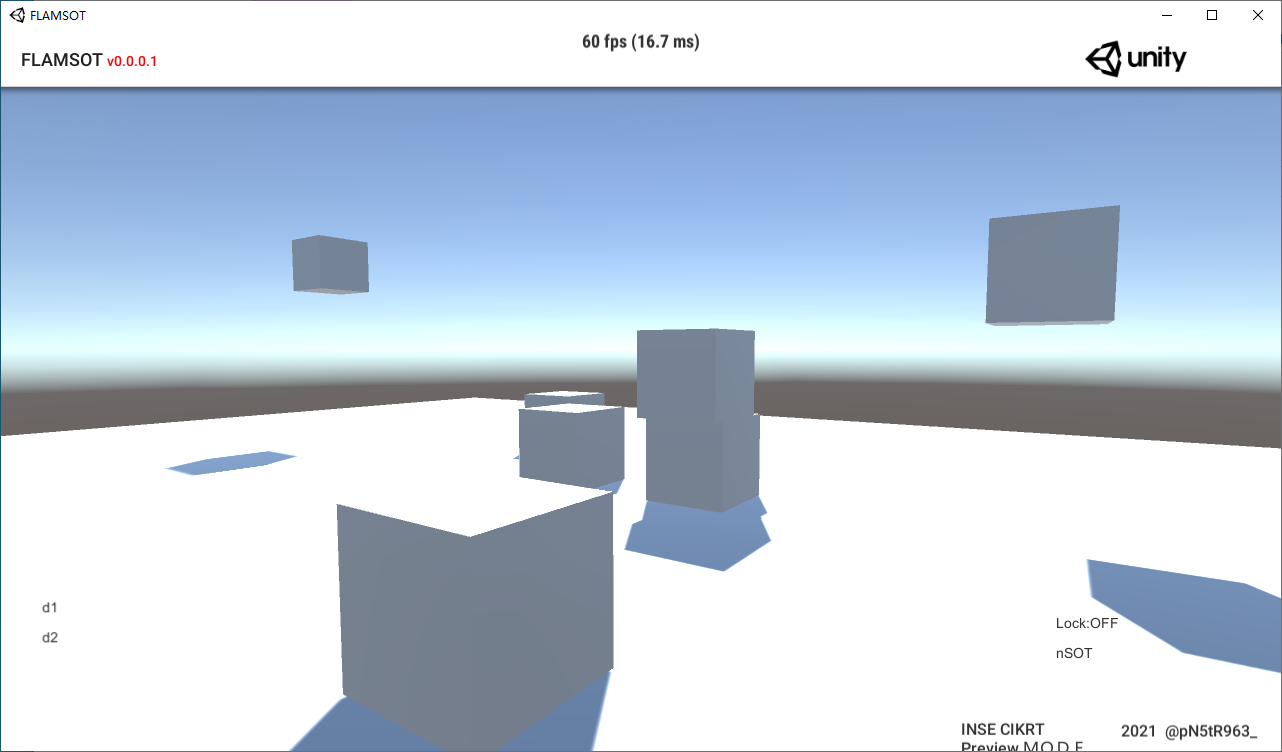 FLAMSOT
60 fps (16.7 ms)
FLAMSOT v0.0.0.1
unity
d1
d2
Lock:OFF
nSOT
INSE CIKRT
2021 @pN5tR963_
Preview M O D E